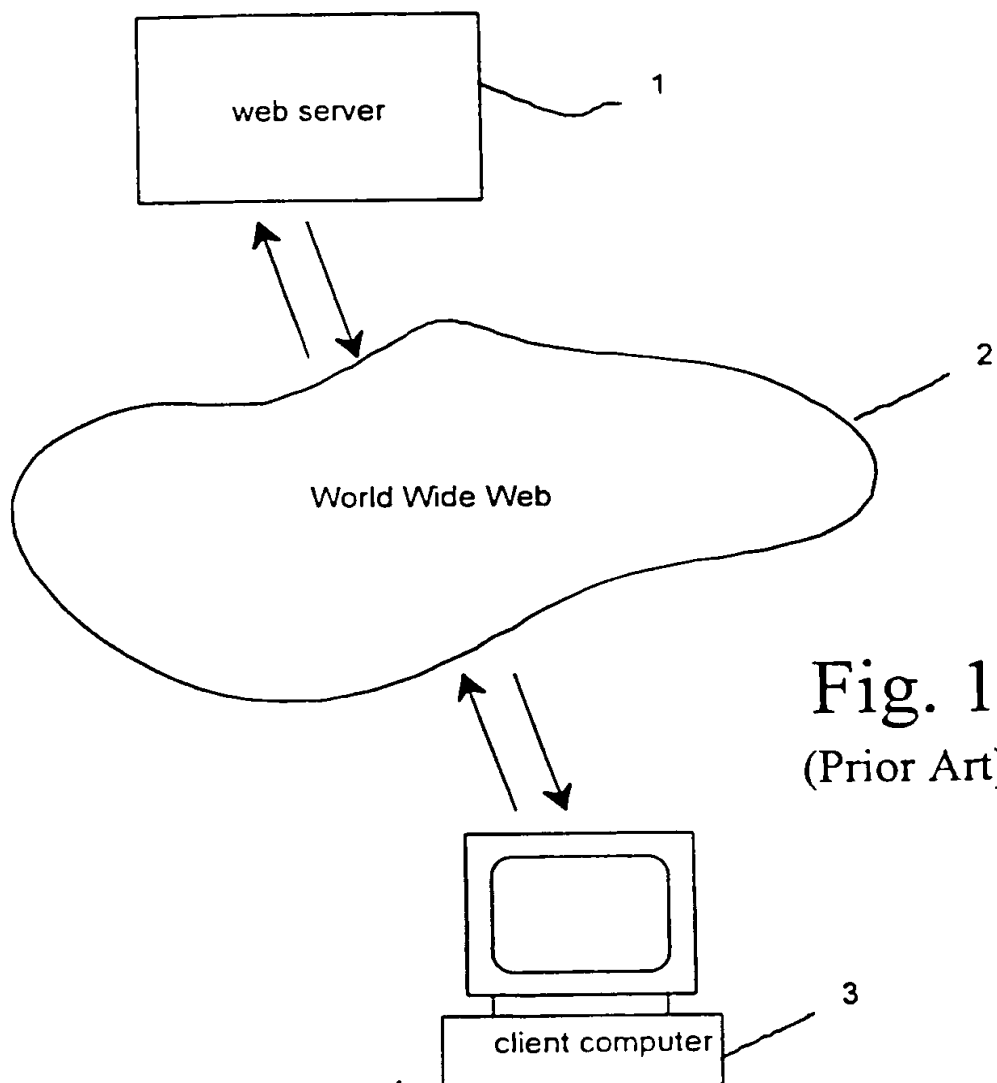 1
web server
2
World Wide Web
Fig. 1
(Prior Art)
3
client computer